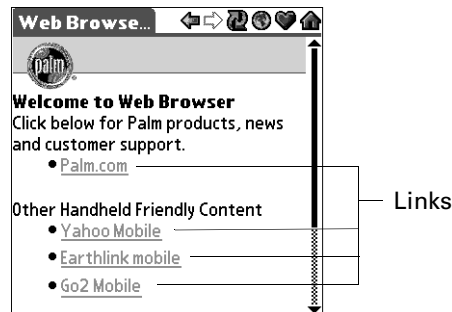 Web Browse...
palm
Welcome to Web Browser
Click below for Palm products, news
and customer support.
• Palm.com
Other Handheld Friendly Content
• Yahoo Mobile
• Earthlink mobile
• Go2 Mobile
Links